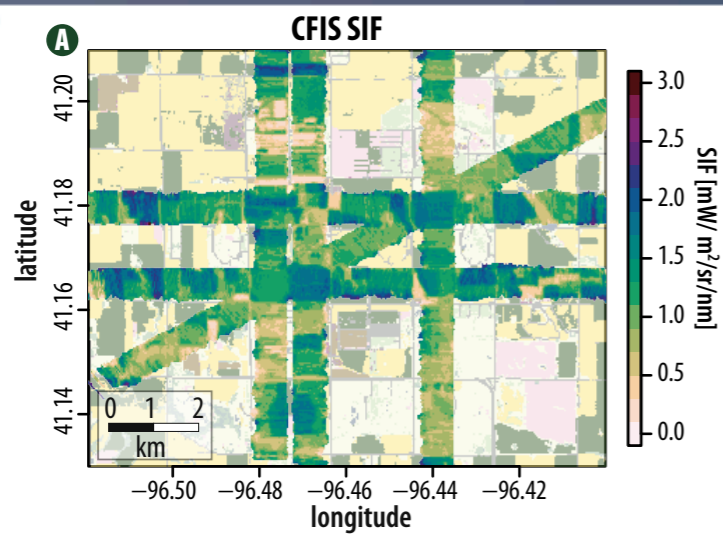 A
CFIS SIF
41.20
41.18
41.16
41.14
latitude
0 1 2
km
−96.50 −96.48 −96.46 −96.44 −96.42
longitude
3.0
2.5
2.0
1.5
1.0
0.5
0.0
SIF [mW/ m²/sr/nm]